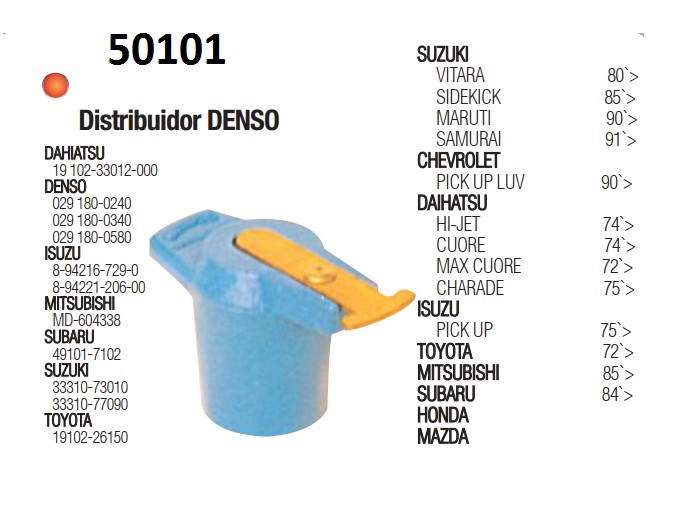 50101
Distribuidor DENSO
DAHIATSU
19 102-33012-000
DENSO
029 180-0240
029 180-0340
029 180-0580
ISUZU
8-94216-729-0
8-94221-206-00
MITSUBISHI
MD-604338
SUBARU
49101-7102
SUZUKI
33310-73010
33310-77090
TOYOTA
19102-26150
SUZUKI
VITARA 80`>
SIDEKICK 85`>
MARUTI 90`>
SAMURAI 91`>
CHEVROLET
PICK UP LUV 90`>
DAIHATSU
HI-JET 74`>
CUORE 74`>
MAX CUORE 72`>
CHARADE 75`>
ISUZU
PICK UP 75`>
TOYOTA 72`>
MITSUBISHI 85`>
SUBARU 84`>
HONDA
MAZDA